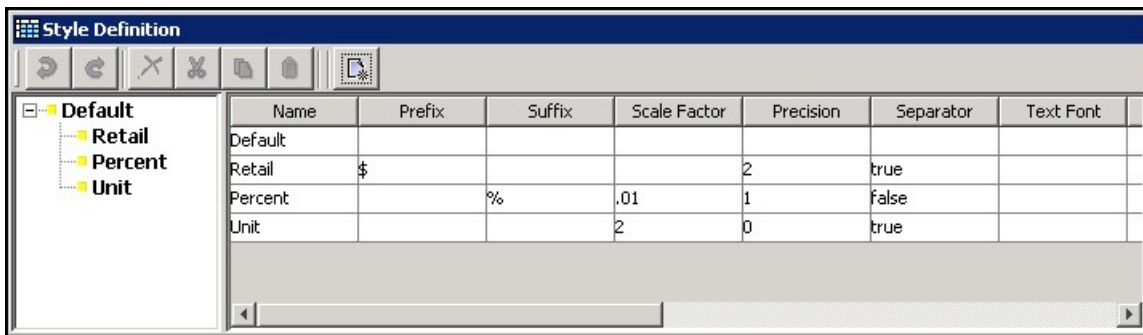 Style Definition
Default
Retail
Percent
Unit
Name Prefix Suffix Scale Factor Precision Separator Text Font
Default
Retail $ 2 true
Percent % .01 1 false
Unit 2 0 true